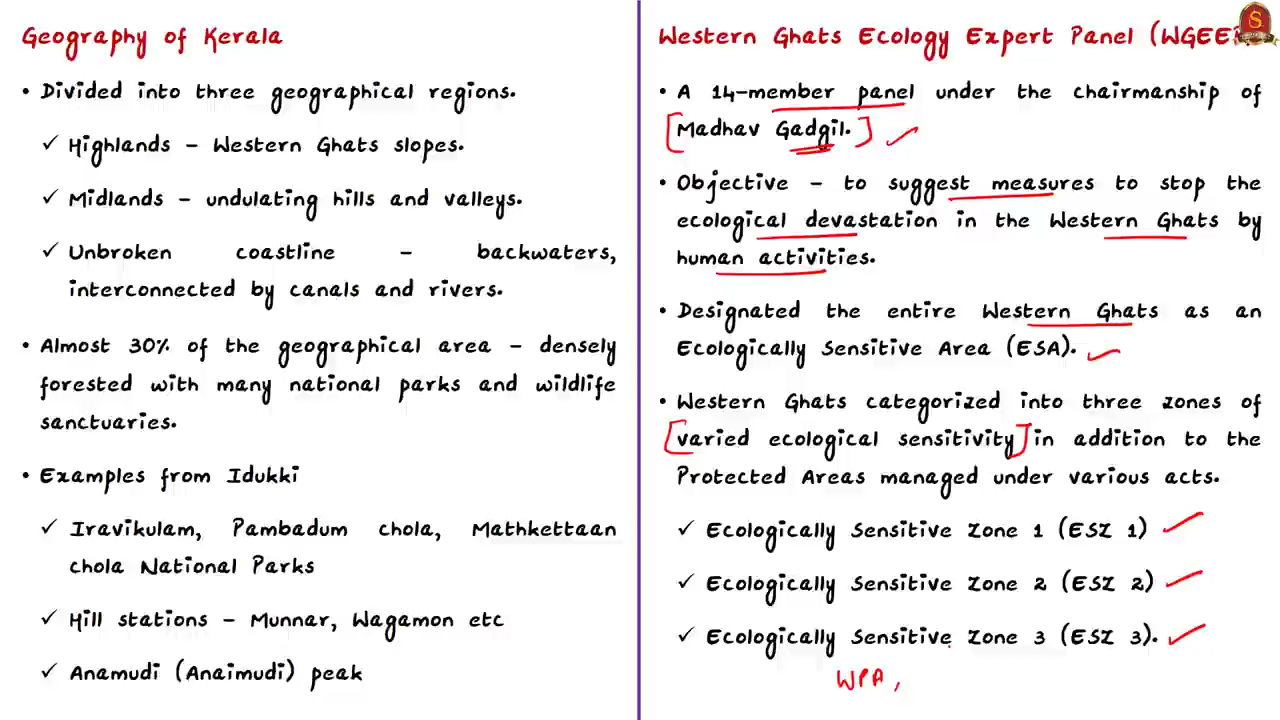 Geography of Kerala
• Divided into three geographical regions.
✓ Highlands - Western Ghats slopes.
✓ Midlands - undulating hills and valleys.
✓ Unbroken coastline - backwaters,
interconnected by canals and rivers.
• Almost 30% of the geographical area - densely
forested with many national parks and wildlife
sanctuaries.
• Examples from Idukki
✓ Iravikulam, Pambadum chola, Mathkettaan
chola National Parks
✓ Hill stations - Munnar, Wagamon etc
✓ Anamudi (Anaimudi) peak
Western Ghats Ecology Expert Panel (WGEE
S
• A 14-member panel under the chairmanship of
[Madhav Gadgil.]
• Objective - to suggest measures to stop the
ecological devastation in the Western Ghats by
human activities.
• Designated the entire Western Ghats as an
Ecologically Sensitive Area (ESA).
• Western Ghats categorized into three zones of
[varied ecological sensitivity] in addition to the
Protected Areas managed under various acts.
✓ Ecologically Sensitive Zone 1 (ESZ 1)
✓ Ecologically Sensitive Zone 2 (ESZ 2)
✓ Ecologically Sensitive Zone 3 (ESZ 3).
WPA,